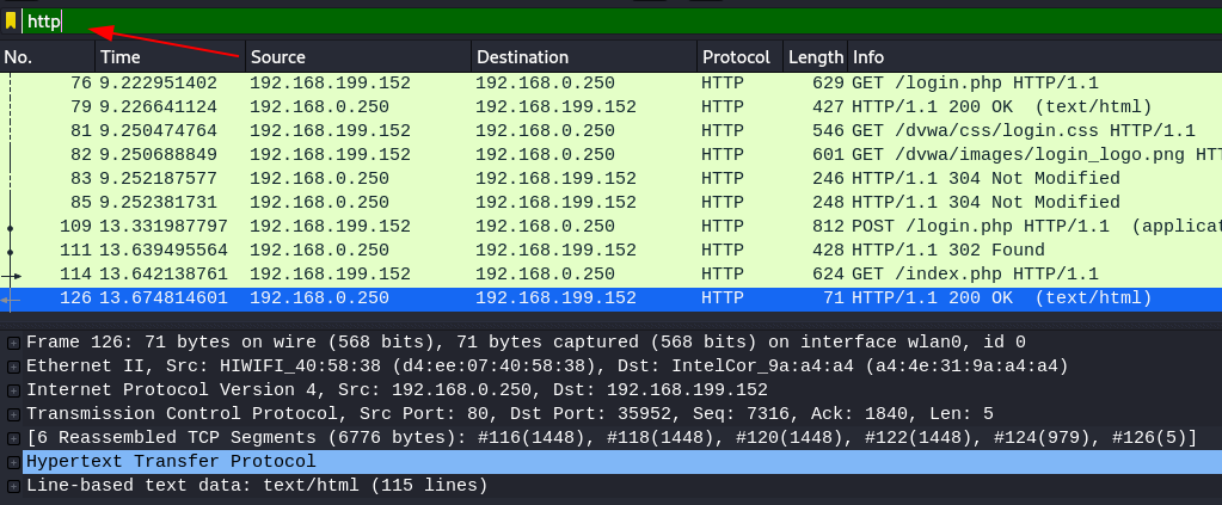 http
No. Time Source Destination Protocol Length Info
76 9.222951402 192.168.199.152 192.168.0.250 HTTP 629 GET /login.php HTTP/1.1
79 9.226641124 192.168.0.250 192.168.199.152 HTTP 427 HTTP/1.1 200 OK (text/html)
81 9.250474764 192.168.199.152 192.168.0.250 HTTP 546 GET /dvwa/css/login.css HTTP/1.1
82 9.250688849 192.168.199.152 192.168.0.250 HTTP 601 GET /dvwa/images/login_logo.png HTT
83 9.252187577 192.168.0.250 192.168.199.152 HTTP 246 HTTP/1.1 304 Not Modified
85 9.252381731 192.168.0.250 192.168.199.152 HTTP 248 HTTP/1.1 304 Not Modified
109 13.331987797 192.168.199.152 192.168.0.250 HTTP 812 POST /login.php HTTP/1.1 (applicat
111 13.639495564 192.168.0.250 192.168.199.152 HTTP 428 HTTP/1.1 302 Found
114 13.642138761 192.168.199.152 192.168.0.250 HTTP 624 GET /index.php HTTP/1.1
126 13.674814601 192.168.0.250 192.168.199.152 HTTP 71 HTTP/1.1 200 OK (text/html)
Frame 126: 71 bytes on wire (568 bits), 71 bytes captured (568 bits) on interface wlan0, id 0
Ethernet II, Src: HIWIFI_40:58:38 (d4:ee:07:40:58:38), Dst: IntelCor_9a:a4:a4 (a4:4e:31:9a:a4:a4)
Internet Protocol Version 4, Src: 192.168.0.250, Dst: 192.168.199.152
Transmission Control Protocol, Src Port: 80, Dst Port: 35952, Seq: 7316, Ack: 1840, Len: 5
[6 Reassembled TCP Segments (6776 bytes): #116(1448), #118(1448), #120(1448), #122(1448), #124(979), #126(5)]
Hypertext Transfer Protocol
Line-based text data: text/html (115 lines)